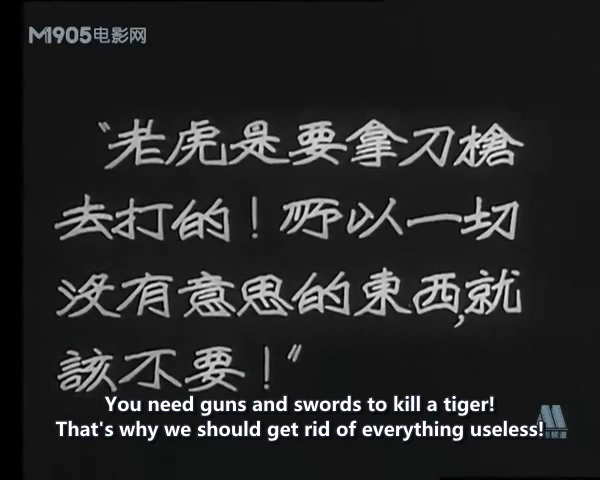 M1905电影网
“老虎是要拿刀槍
去打的！所以一切
沒有意思的東西,就
該不要！”
You need guns and swords to kill a tiger!
That's why we should get rid of everything useless!